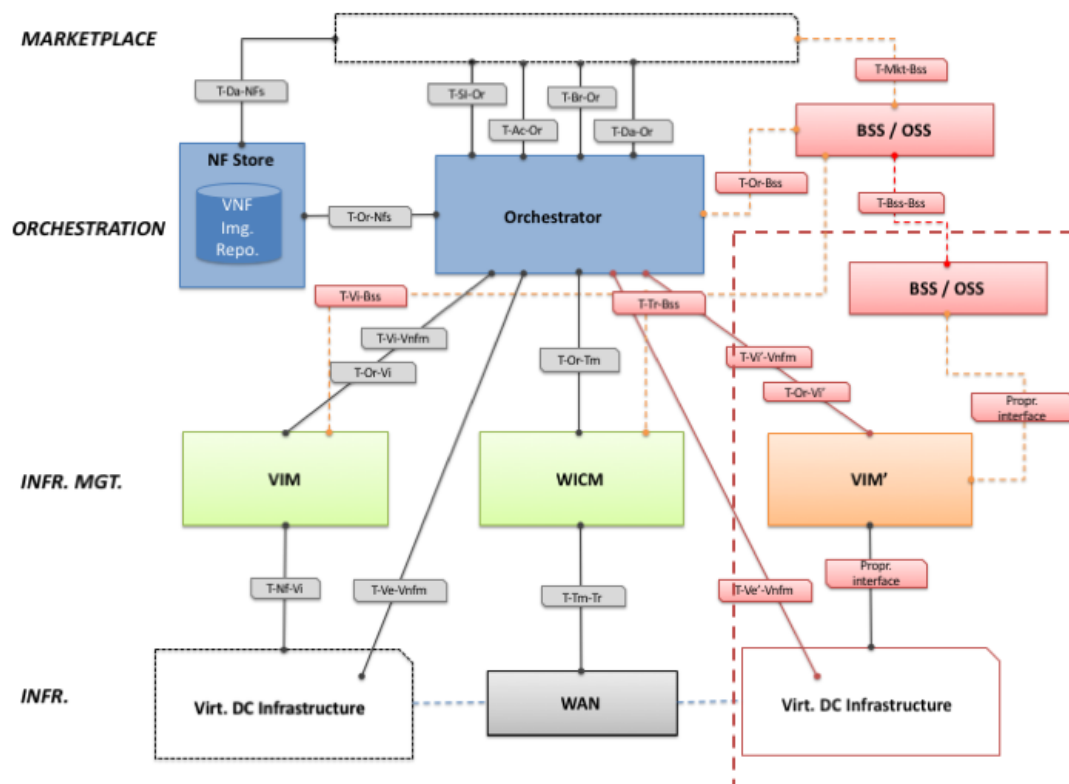 MARKETPLACE
T-Mkt-Bss
T-Da-NFs
T-Sl-Or
T-Br-Or
T-Ac-Or
T-Da-Or
BSS / OSS
NF Store
VNF
Img.
Repo.
T-Or-Nfs
Orchestrator
T-Or-Bss
T-Bss-Bss
ORCHESTRATION
BSS / OSS
T-Vi-Bss
T-Tr-Bss
T-Vi-Vnfm
T-Or-Vi
T-Or-Tm
T-Vi'-Vnfm
T-Or-Vi'
Propr.
interface
INFR. MGT.
VIM
WICM
VIM'
T-Nf-Vi
T-Ve-Vnfm
T-Tm-Tr
T-Ve'-Vnfm
Propr.
interface
INFR.
Virt. DC Infrastructure
WAN
Virt. DC Infrastructure